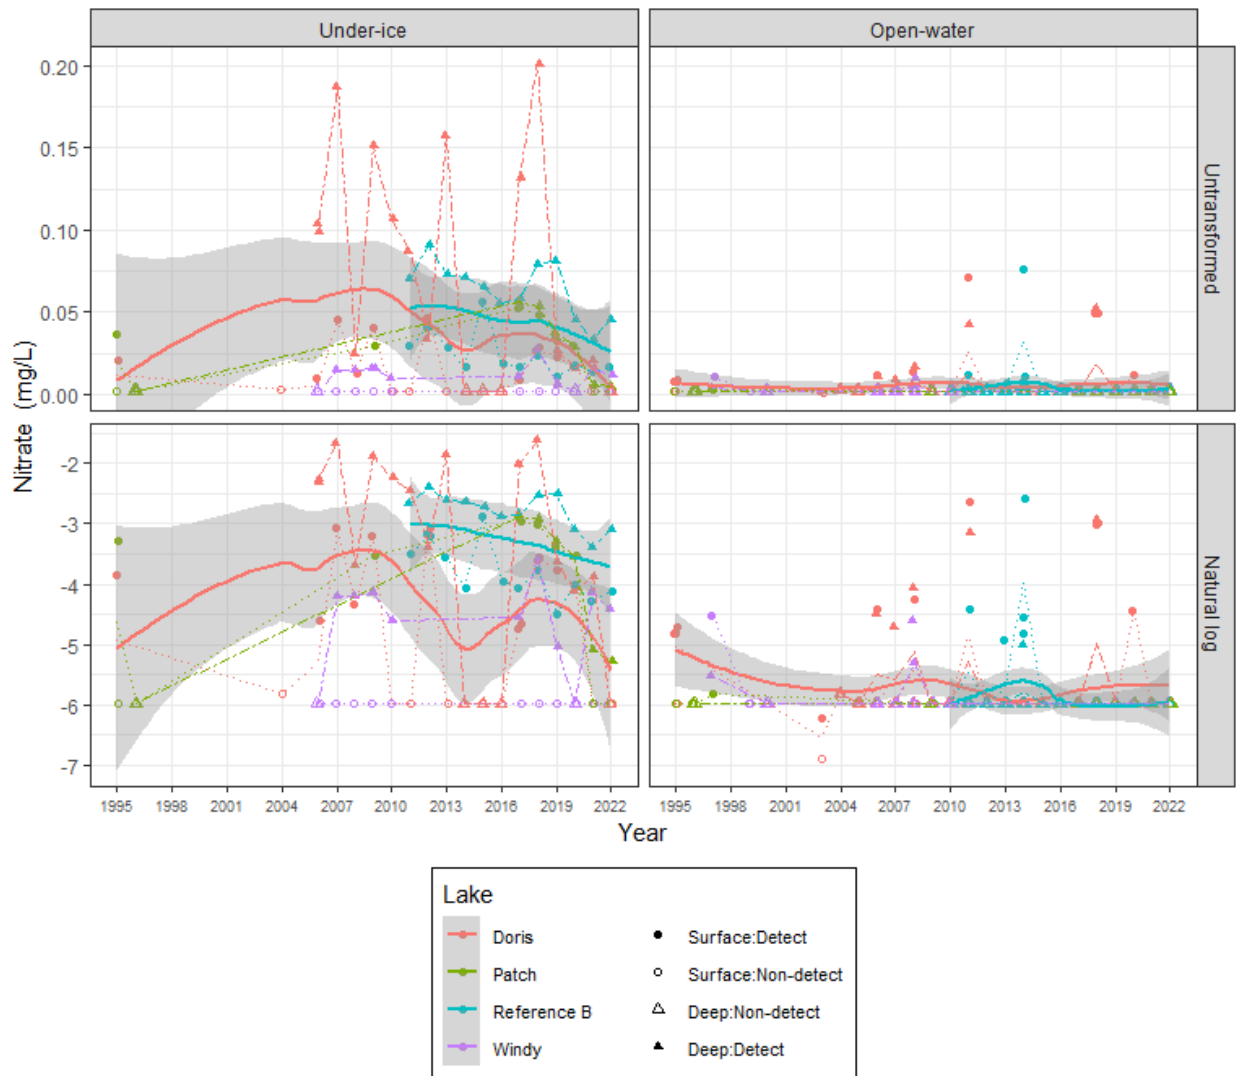 Under-ice Open-water
0.20
0.15
0.10
0.05
0.00
Untransformed
Nitrate (mg/L)
-2
-3
-4
-5
-6
-7
Natural log
1995 1998 2001 2004 2007 2010 2013 2016 2019 2022 1995 1998 2001 2004 2007 2010 2013 2016 2019 2022
Year
Lake
Doris Surface:Detect
Patch Surface:Non-detect
Reference B Deep:Non-detect
Windy Deep:Detect